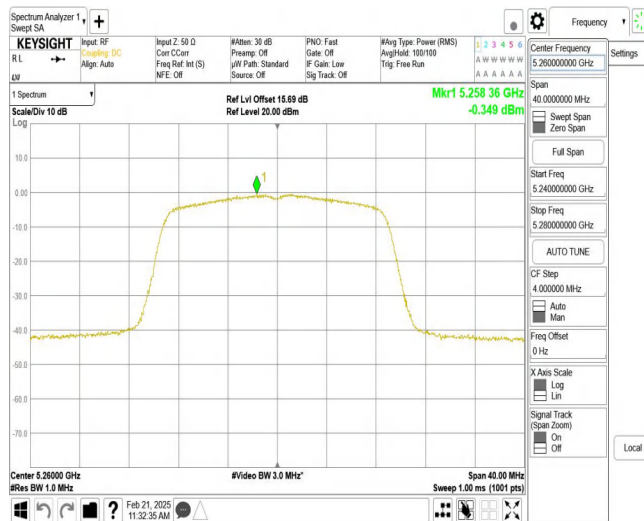 Spectrum Analyzer 1
Swept SA
Frequency
KEYSIGHT
RL
Input: RF
Coupling: DC
Align: Auto
Input Z: 50 Ω
Corr CCorr
Freq Ref: Int (S)
NFE: Off
#Atten: 30 dB
Preamp: Off
µW Path: Standard
Source: Off
PNO: Fast
Gate: Off
IF Gain: Low
Sig Track: Off
#Avg Type: Power (RMS)
Avg|Hold: 100/100
Trig: Free Run
1 2 3 4 5 6
A W W W W W
A A A A A A
1 Spectrum
Scale/Div 10 dB
Log
Ref Lvl Offset 15.69 dB
Ref Level 20.00 dBm
Mkr1 5.258 36 GHz
-0.349 dBm
1
10.0
0.00
-10.0
-20.0
-30.0
-40.0
-50.0
-60.0
-70.0
Center 5.26000 GHz
#Res BW 1.0 MHz
#Video BW 3.0 MHz*
Span 40.00 MHz
Sweep 1.00 ms (1001 pts)
Feb 21, 2025
11:32:35 AM
?
Center Frequency
5.260000000 GHz
Settings
Span
40.0000000 MHz
Swept Span
Zero Span
Full Span
Start Freq
5.240000000 GHz
Stop Freq
5.280000000 GHz
AUTO TUNE
CF Step
4.000000 MHz
Auto
Man
Freq Offset
0 Hz
X Axis Scale
Log
Lin
Signal Track
(Span Zoom)
On
Off
Local